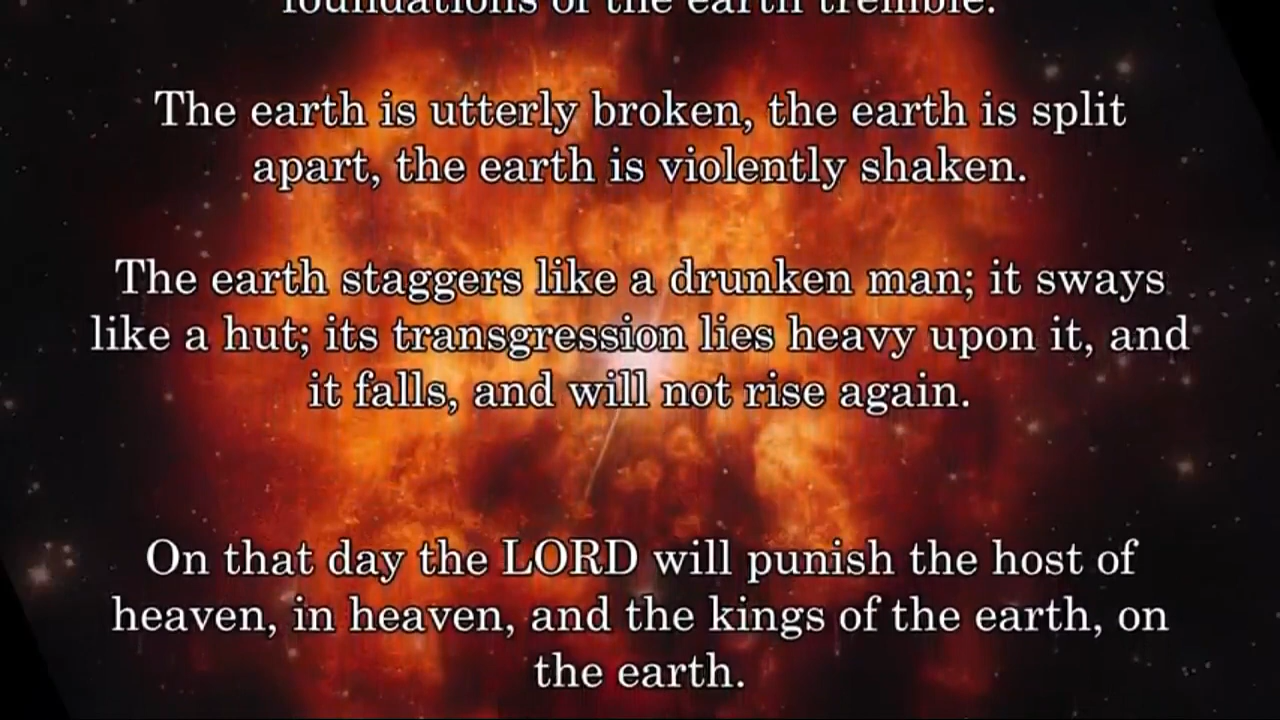 foundations of the earth tremble.
The earth is utterly broken, the earth is split
apart, the earth is violently shaken.
The earth staggers like a drunken man; it sways
like a hut; its transgression lies heavy upon it, and
it falls, and will not rise again.
On that day the LORD will punish the host of
heaven, in heaven, and the kings of the earth, on
the earth.